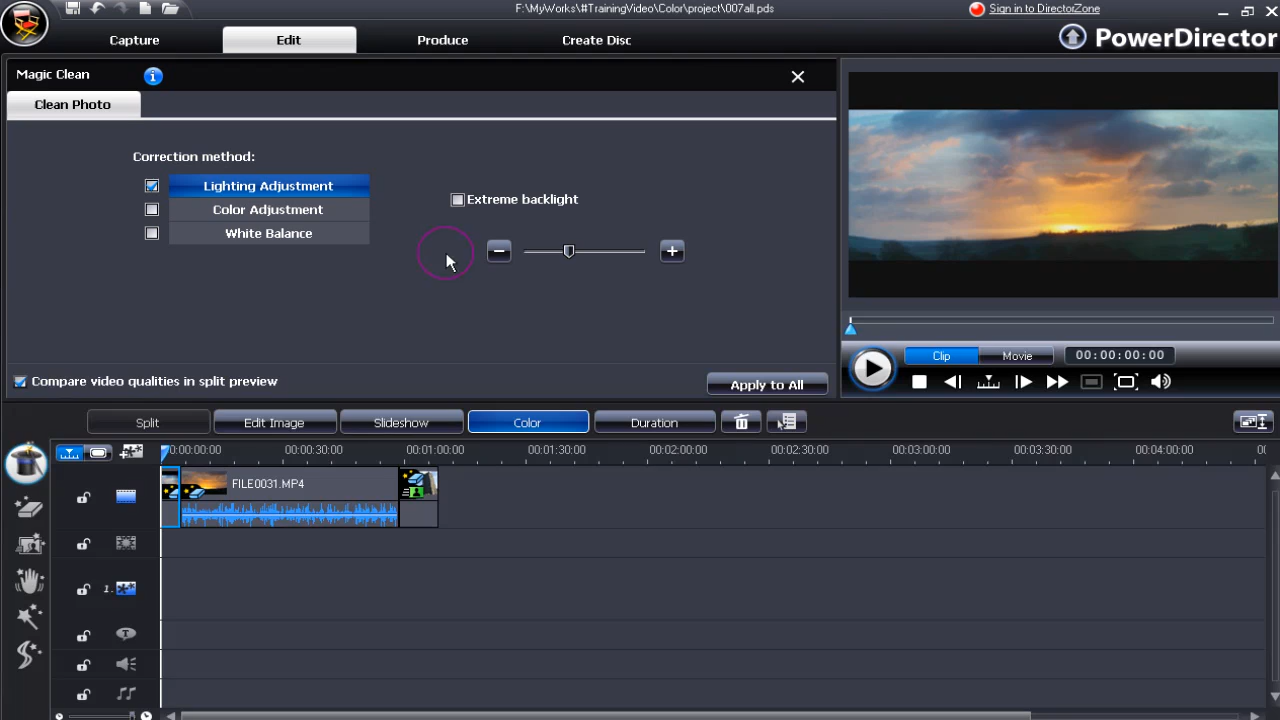 F:\MyWorks\#TrainingVideo\Color\project\007all.pds
Sign in to DirectorZone
Capture Edit Produce Create Disc
PowerDirector
Magic Clean
Clean Photo
Correction method:
Lighting Adjustment
Color Adjustment
White Balance
Extreme backlight
Compare video qualities in split preview
Apply to All
Clip Movie 00:00:00:00
Split Edit Image Slideshow Color Duration
0:00:00:00 00:00:30:00 00:01:00:00 00:01:30:00 00:02:00:00 00:02:30:00 00:03:00:00 00:03:30:00 00:04:00:00
FILE0031.MP4
1.
T